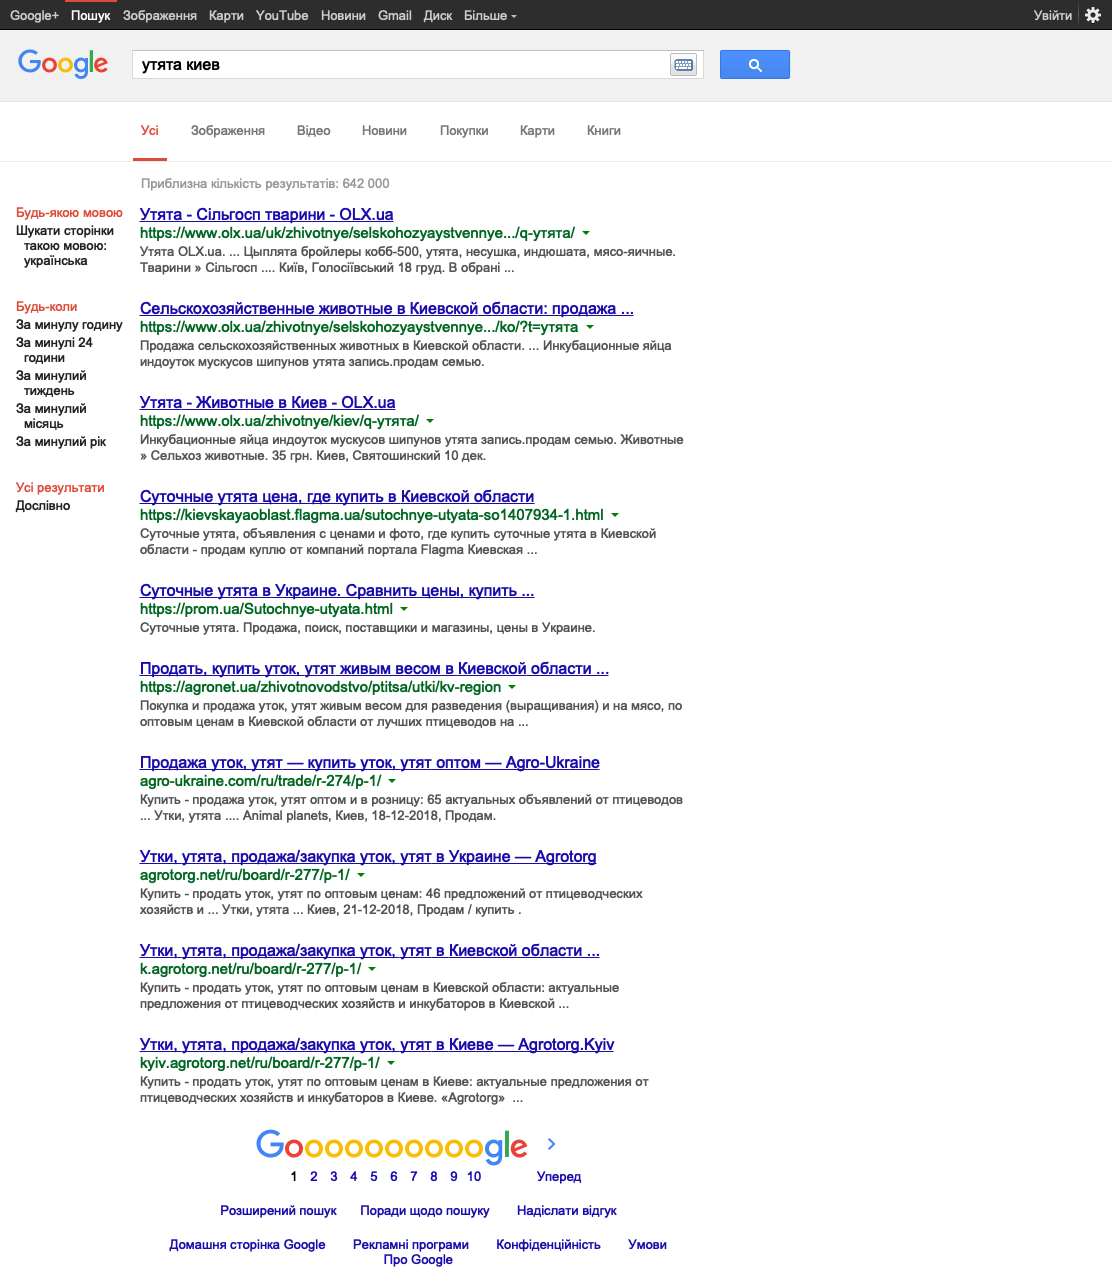 Google+ Пошук Зображення Карти YouTube Новини Gmail Диск Більше Увійти
Google утята киев
Усі Зображення Відео Новини Покупки Карти Книги
Приблизна кількість результатів: 642 000
Будь-якою мовою
Шукати сторінки
такою мовою:
українська
Будь-коли
За минулу годину
За минулі 24
години
За минулий
тиждень
За минулий
місяць
За минулий рік
Усі результати
Дослівно
Утята - Сільгосп тварини - OLX.ua
https://www.olx.ua/uk/zhivotnye/selskohozyaystvennye.../q-утята/
Утята OLX.ua. ... Цыплята бройлеры кобб-500, утята, несушка, индюшата, мясо-яичные.
Тварини » Сільгосп .... Київ, Голосіївський 18 груд. В обрані ...
Сельскохозяйственные животные в Киевской области: продажа ...
https://www.olx.ua/zhivotnye/selskohozyaystvennye.../ko/?t=утята
Продажа сельскохозяйственных животных в Киевской области. ... Инкубационные яйца
индоуток мускусов шипунов утята запись.продам семью.
Утята - Животные в Киев - OLX.ua
https://www.olx.ua/zhivotnye/kiev/q-утята/
Инкубационные яйца индоуток мускусов шипунов утята запись.продам семью. Животные
» Сельхоз животные. 35 грн. Киев, Святошинский 10 дек.
Суточные утята цена, где купить в Киевской области
https://kievskayaoblast.flagma.ua/sutochnye-utyata-so1407934-1.html
Суточные утята, объявления с ценами и фото, где купить суточные утята в Киевской
области - продам куплю от компаний портала Flagma Киевская ...
Суточные утята в Украине. Сравнить цены, купить ...
https://prom.ua/Sutochnye-utyata.html
Суточные утята. Продажа, поиск, поставщики и магазины, цены в Украине.
Продать, купить уток, утят живым весом в Киевской области ...
https://agronet.ua/zhivotnovodstvo/ptitsa/utki/kv-region
Покупка и продажа уток, утят живым весом для разведения (выращивания) и на мясо, по
оптовым ценам в Киевской области от лучших птицеводов на ...
Продажа уток, утят — купить уток, утят оптом — Agro-Ukraine
agro-ukraine.com/ru/trade/r-274/p-1/
Купить - продажа уток, утят оптом и в розницу: 65 актуальных объявлений от птицеводов
... Утки, утята .... Animal planets, Киев, 18-12-2018, Продам.
Утки, утята, продажа/закупка уток, утят в Украине — Agrotorg
agrotorg.net/ru/board/r-277/p-1/
Купить - продать уток, утят по оптовым ценам: 46 предложений от птицеводческих
хозяйств и ... Утки, утята ... Киев, 21-12-2018, Продам / купить .
Утки, утята, продажа/закупка уток, утят в Киевской области ...
k.agrotorg.net/ru/board/r-277/p-1/
Купить - продать уток, утят по оптовым ценам в Киевской области: актуальные
предложения от птицеводческих хозяйств и инкубаторов в Киевской ...
Утки, утята, продажа/закупка уток, утят в Киеве — Agrotorg.Kyiv
kyiv.agrotorg.net/ru/board/r-277/p-1/
Купить - продать уток, утят по оптовым ценам в Киеве: актуальные предложения от
птицеводческих хозяйств и инкубаторов в Киеве. «Agrotorg» ...
Goooooooooogle
1 2 3 4 5 6 7 8 9 10 Уперед
Розширений пошук Поради щодо пошуку Надіслати відгук
Домашня сторінка Google Рекламні програми Конфіденційність Умови
Про Google